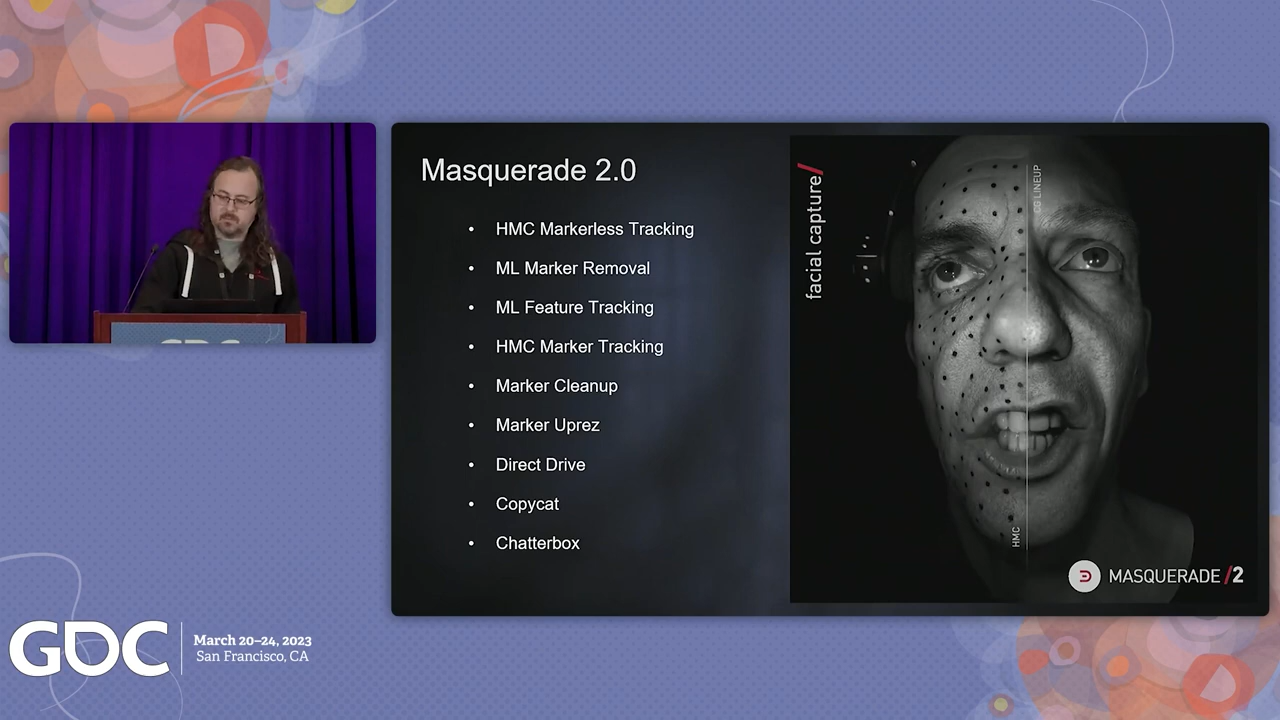 Masquerade 2.0
• HMC Markerless Tracking
• ML Marker Removal
• ML Feature Tracking
• HMC Marker Tracking
• Marker Cleanup
• Marker Uprez
• Direct Drive
• Copycat
• Chatterbox
facial capture/
CG LINEUP
HMC
MASQUERADE/2
GDC
GDC
March 20–24, 2023
San Francisco, CA